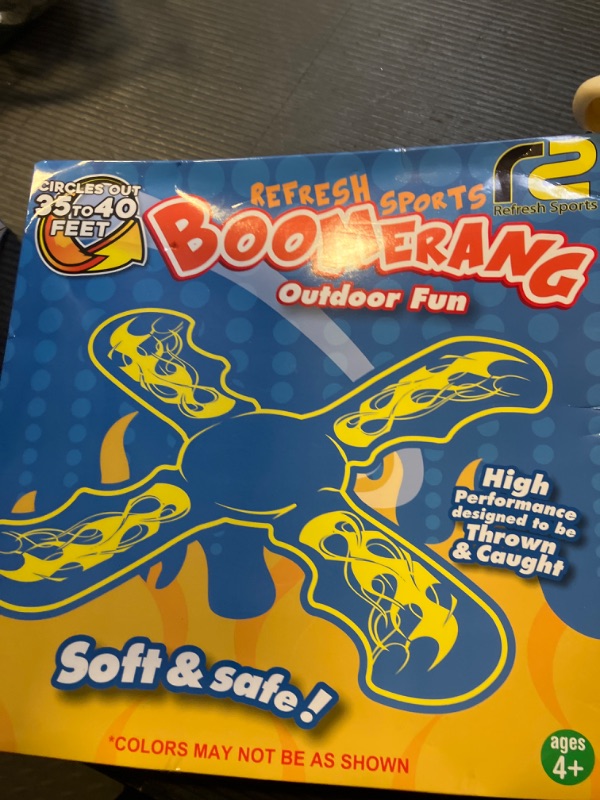 CIRCLES OUT
35 TO 40
FEET
REFRESH SPORTS
BOOMERANG
Outdoor Fun
r2
Refresh Sports
High
Performance
designed to be
Thrown
& Caught
Soft & safe!
*COLORS MAY NOT BE AS SHOWN
ages
4+